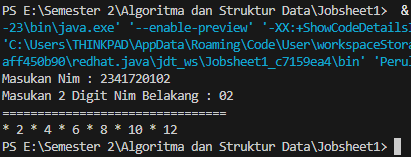 PS E:\Semester 2\Algoritma dan Struktur Data\Jobsheet1>  &
-23\bin\java.exe' '--enable-preview' '-XX:+ShowCodeDetailsI
'C:\Users\THINKPAD\AppData\Roaming\Code\User\workspaceStora
aff450b90\redhat.java\jdt_ws\Jobsheet1_c7159ea4\bin' 'Perul
Masukan Nim : 2341720102
Masukan 2 Digit Nim Belakang : 02
==============================
* 2 * 4 * 6 * 8 * 10 * 12
PS E:\Semester 2\Algoritma dan Struktur Data\Jobsheet1>